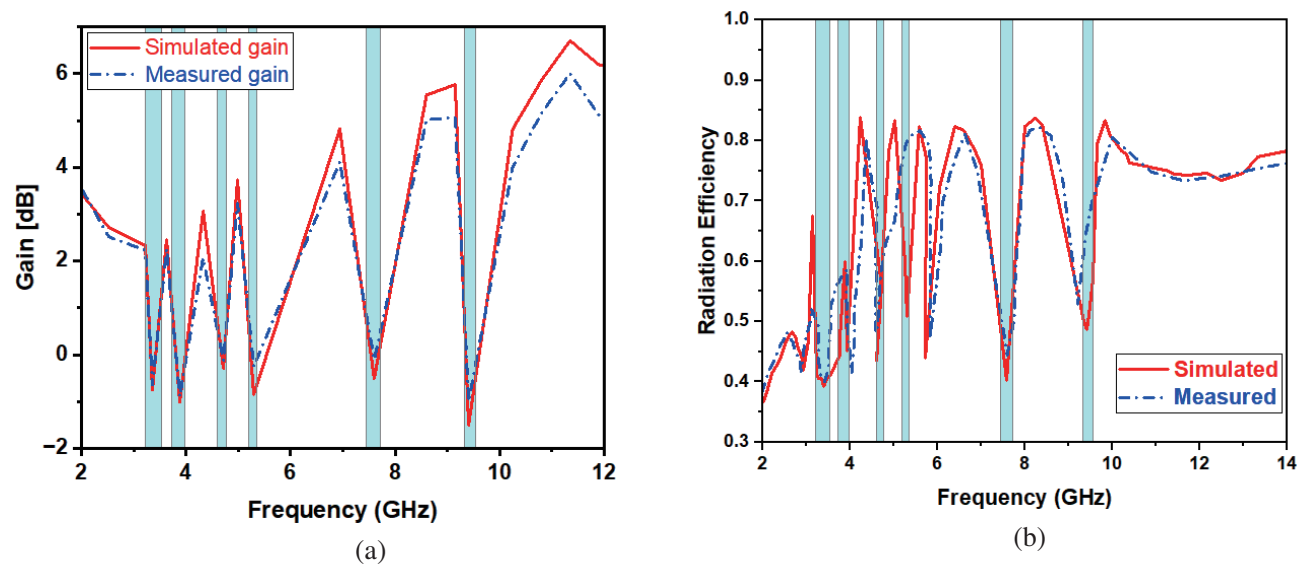 Simulated gain
Measured gain
6
4
2
0
−2
Gain [dB]
2 4 6 8 10 12
Frequency (GHz)
(a)
1.0
0.9
0.8
0.7
0.6
0.5
0.4
0.3
Radiation Efficiency
Simulated
Measured
2 4 6 8 10 12 14
Frequency (GHz)
(b)